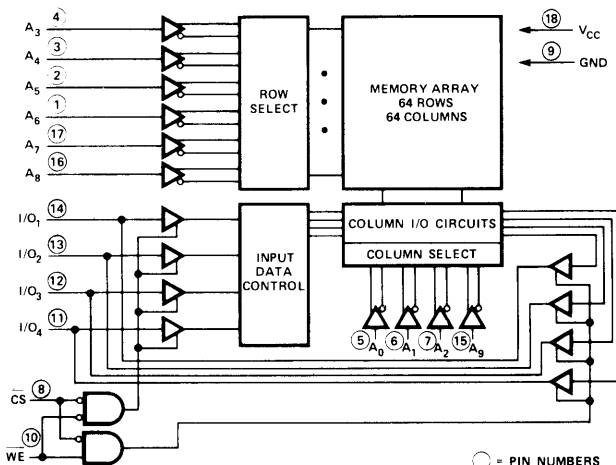 ④
A3
③
A4
②
A5
①
A6
⑰
A7
⑯
A8
ROW
SELECT
MEMORY ARRAY
64 ROWS
64 COLUMNS
⑱
VCC
⑨
GND
⑭
I/O1
⑬
I/O2
⑫
I/O3
⑪
I/O4
INPUT
DATA
CONTROL
COLUMN I/O CIRCUITS
COLUMN SELECT
⑤ A0 ⑥ A1 ⑦ A2 ⑮ A9
⑧
CS
⑩
WE
◯ = PIN NUMBERS